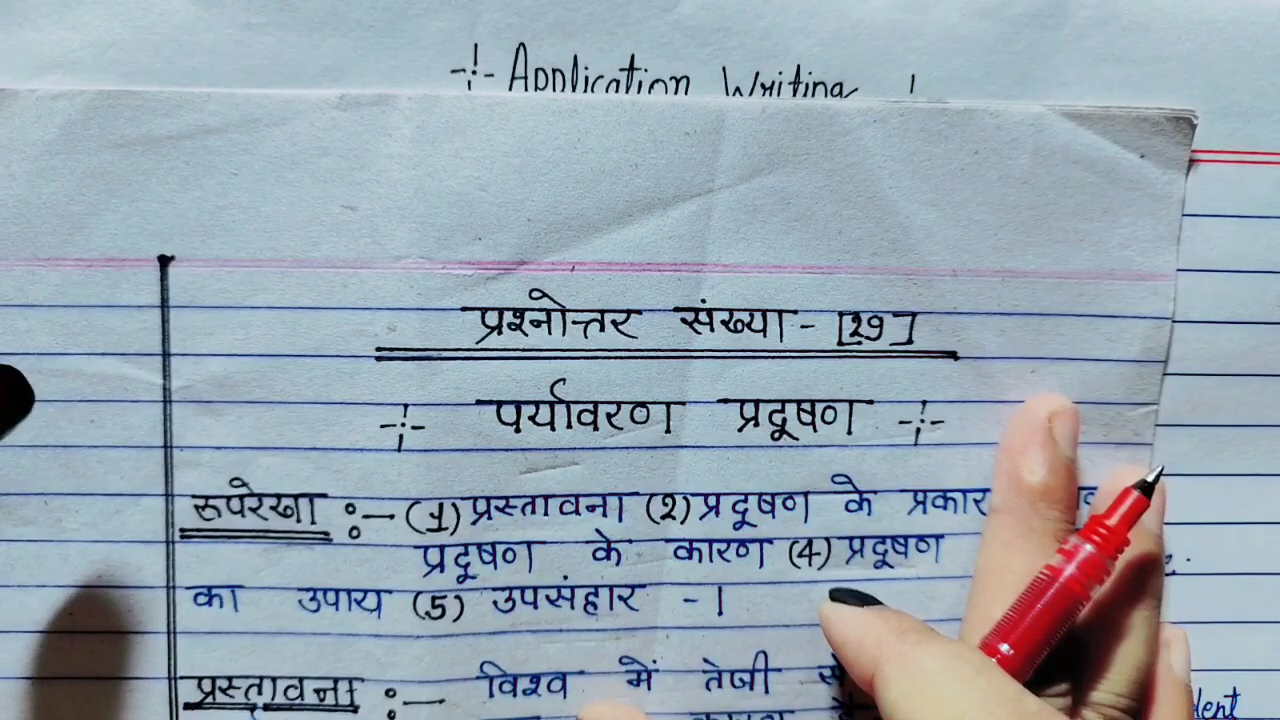 -:- Application Writing
प्रश्नोत्तर संख्या - [29]
-:- पर्यावरण प्रदूषण -:-
रुपरेखा :- (1) प्रस्तावना (2) प्रदूषण के प्रकार
प्रदूषण के कारण (4) प्रदूषण
का उपाय (5) उपसंहार -।
प्रस्तावना :- विश्व में तेजी
dent